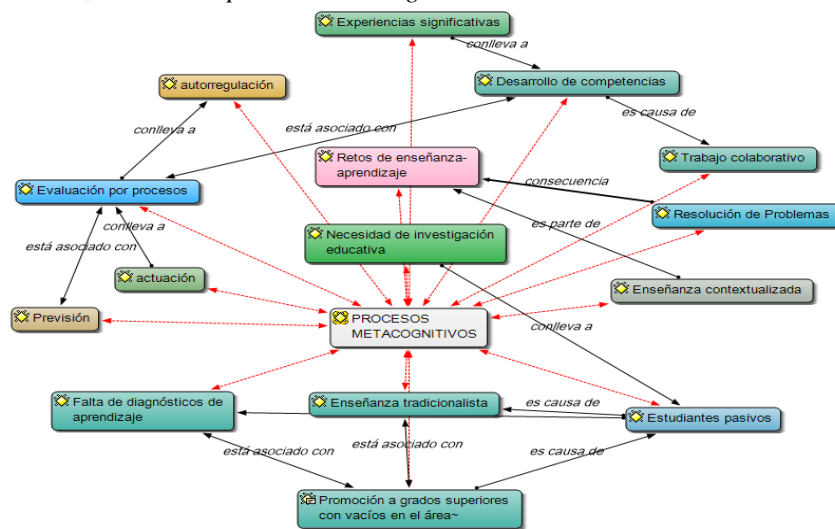 Experiencias significativas
conlleva a
Desarrollo de competencias
autorregulación
es causa de
conlleva a
está asociado con
Retos de enseñanza-
aprendizaje
Trabajo colaborativo
consecuencia
Evaluación por procesos
Resolución de Problemas
es parte de
Necesidad de investigación
educativa
conlleva a
está asociado con
actuación
Enseñanza contextualizada
Previsión
PROCESOS
METACOGNITIVOS
conlleva a
Falta de diagnósticos de
aprendizaje
Enseñanza tradicionalista
es causa de
Estudiantes pasivos
está asociado con
está asociado con
es causa de
Promoción a grados superiores
con vacíos en el área~